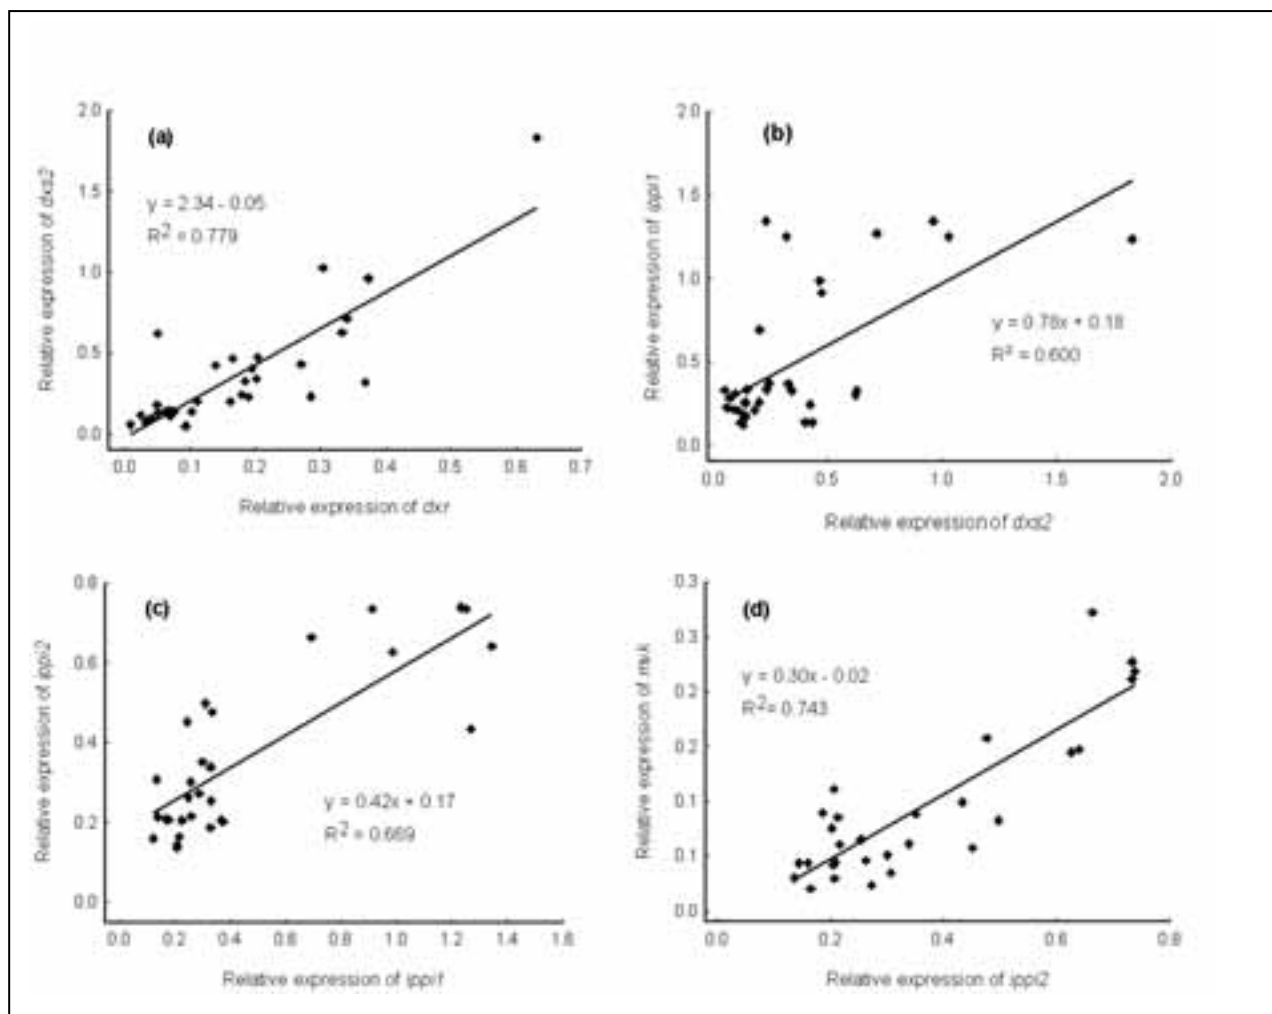 (a)
Relative expression of dxs2
2.0
1.5
1.0
0.5
0.0
y = 2.34 - 0.05
R2 = 0.779
0.0 0.1 0.2 0.3 0.4 0.5 0.6 0.7
Relative expression of dxr
(b)
Relative expression of ippi1
2.0
1.5
1.0
0.5
0.0
y = 0.78x + 0.18
R2 = 0.600
0.0 0.5 1.0 1.5 2.0
Relative expression of dxs2
(c)
Relative expression of ippi2
0.8
0.6
0.4
0.2
0.0
y = 0.42x + 0.17
R2 = 0.669
0.0 0.2 0.4 0.6 0.8 1.0 1.2 1.4 1.6
Relative expression of ippi1
(d)
Relative expression of
0.3
0.3
0.2
0.2
0.1
0.1
0.0
y = 0.30x - 0.02
R2 = 0.743
0.0 0.2 0.4 0.6 0.8
Relative expression of ippi2